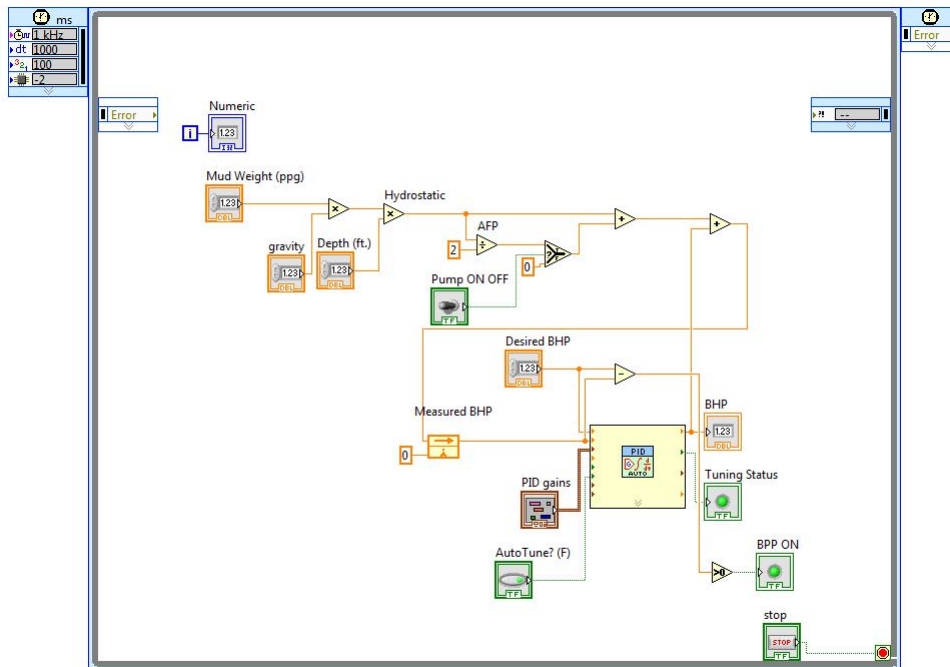 ms
1 kHz
dt 1000
100
-2
Error
Error
?! --
Numeric
i
1.23
I32
Mud Weight (ppg)
1.23
DBL
Hydrostatic
gravity
1.23
DBL
Depth (ft.)
1.23
DBL
AFP
2
0
Pump ON OFF
TF
Desired BHP
1.23
DBL
Measured BHP
0
PID
AUTO
BHP
1.23
DBL
PID gains
Tuning Status
TF
AutoTune? (F)
TF
>0
BPP ON
TF
stop
STOP
TF